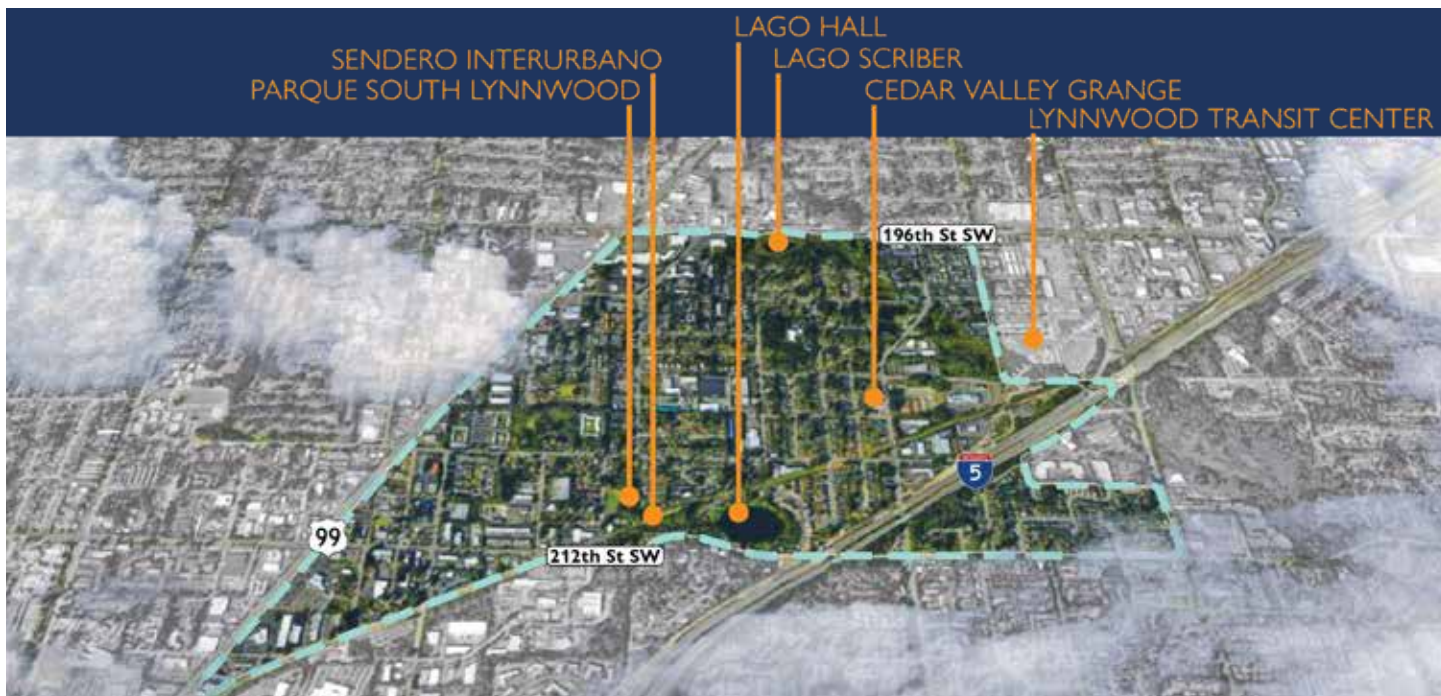 LAGO HALL
SENDERO INTERURBANO
LAGO SCRIBER
PARQUE SOUTH LYNNWOOD
CEDAR VALLEY GRANGE
LYNNWOOD TRANSIT CENTER
196th St SW
5
99
212th St SW